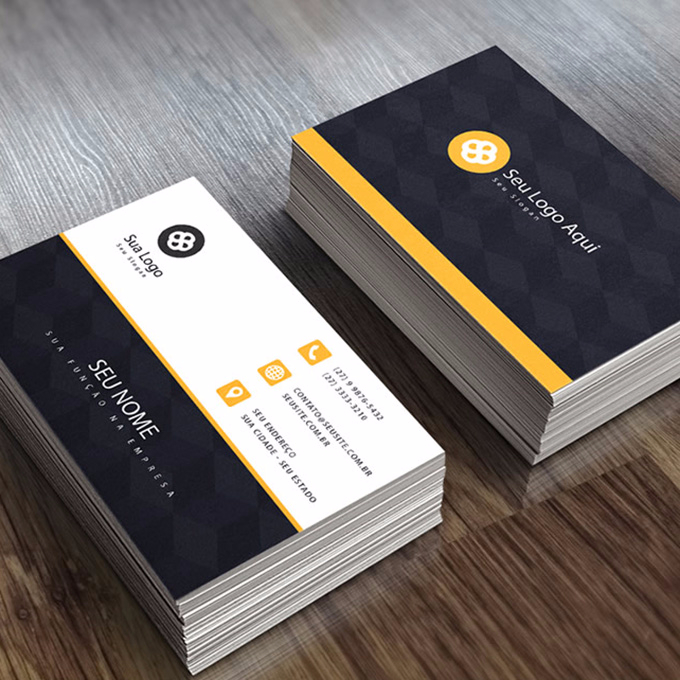 Sua Logo
Seu Slogan
SEU NOME
SUA FUNÇÃO NA EMPRESA
(27) 9 9876-5432
(27) 3333-3210
CONTATO@SEUSITE.COM.BR
SEUSITE.COM.BR
SEU ENDEREÇO
SUA CIDADE - SEU ESTADO
Seu Logo Aqui
Seu Slogan